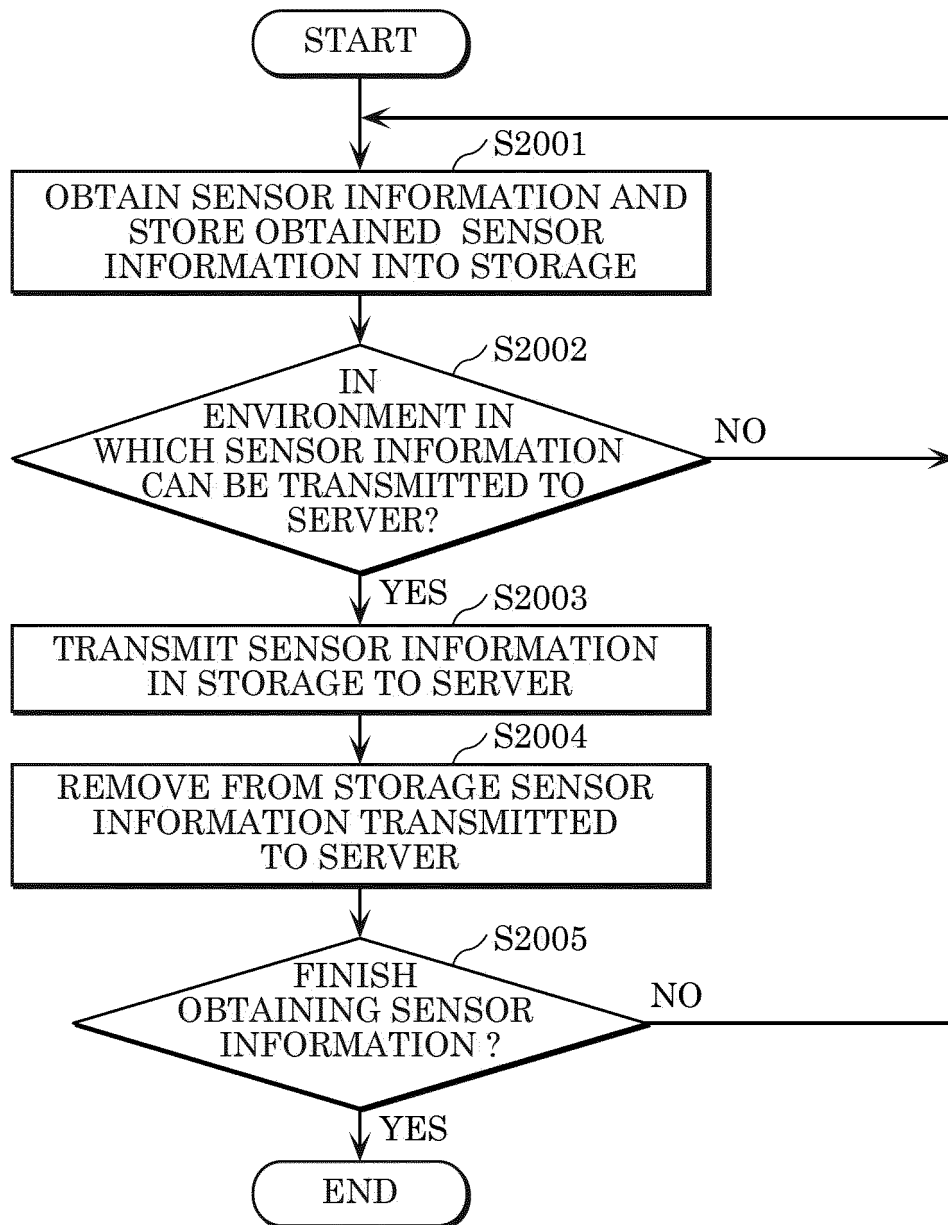 START
S2001
OBTAIN SENSOR INFORMATION AND
STORE OBTAINED SENSOR
INFORMATION INTO STORAGE
S2002
IN
ENVIRONMENT IN
WHICH SENSOR INFORMATION
CAN BE TRANSMITTED TO
SERVER?
NO
YES
S2003
TRANSMIT SENSOR INFORMATION
IN STORAGE TO SERVER
S2004
REMOVE FROM STORAGE SENSOR
INFORMATION TRANSMITTED
TO SERVER
S2005
FINISH
OBTAINING SENSOR
INFORMATION ?
NO
YES
END